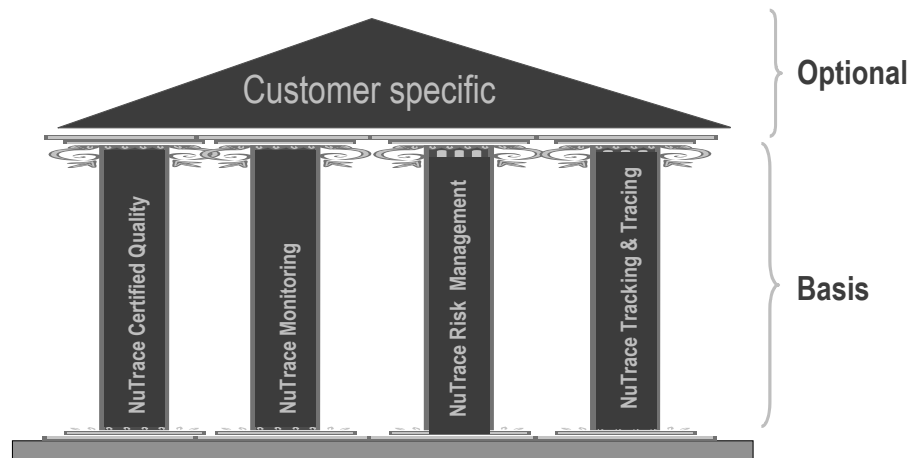 Customer specific
Optional
NuTrace Certified Quality
NuTrace Monitoring
NuTrace Risk Management
NuTrace Tracking & Tracing
Basis